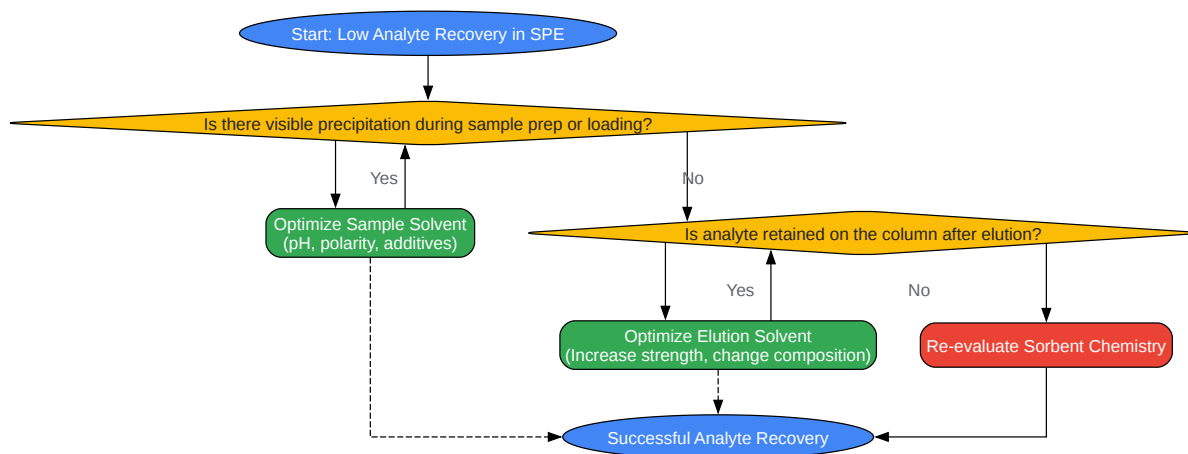 Start: Low Analyte Recovery in SPE
Is there visible precipitation during sample prep or loading?
Yes
No
Optimize Sample Solvent
(pH, polarity, additives)
Is analyte retained on the column after elution?
Yes
No
Optimize Elution Solvent
(Increase strength, change composition)
Re-evaluate Sorbent Chemistry
Successful Analyte Recovery